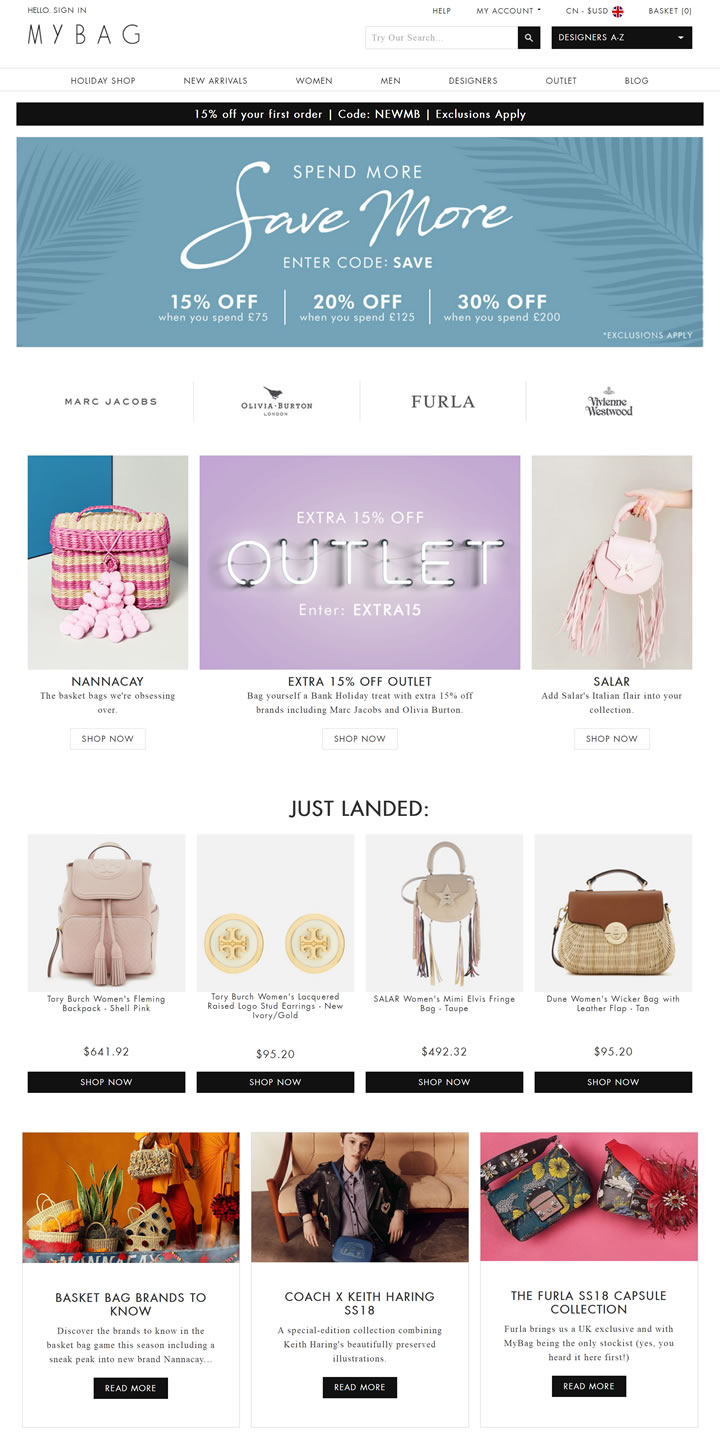 HELLO. SIGN IN
HELP
MY ACCOUNT
CN - $USD
BASKET (0)
MYBAG
Try Our Search...
DESIGNERS A-Z
HOLIDAY SHOP
NEW ARRIVALS
WOMEN
MEN
DESIGNERS
OUTLET
BLOG
15% off your first order | Code: NEWMB | Exclusions Apply
SPEND MORE
Save More
ENTER CODE: SAVE
15% OFF
when you spend £75
20% OFF
when you spend £125
30% OFF
when you spend £200
*EXCLUSIONS APPLY
MARC JACOBS
OLIVIA·BURTON
LONDON
FURLA
Vivienne
Westwood
EXTRA 15% OFF
OUTLET
Enter: EXTRA15
NANNACAY
The basket bags we're obsessing
over.
SHOP NOW
EXTRA 15% OFF OUTLET
Bag yourself a Bank Holiday treat with extra 15% off
brands including Marc Jacobs and Olivia Burton.
SHOP NOW
SALAR
Add Salar's Italian flair into your
collection.
SHOP NOW
JUST LANDED:
Tory Burch Women's Fleming
Backpack - Shell Pink
$641.92
SHOP NOW
Tory Burch Women's Lacquered
Raised Logo Stud Earrings - New
Ivory/Gold
$95.20
SHOP NOW
SALAR Women's Mimi Elvis Fringe
Bag - Taupe
$492.32
SHOP NOW
Dune Women's Wicker Bag with
Leather Flap - Tan
$95.20
SHOP NOW
NANNACAY
BASKET BAG BRANDS TO
KNOW
Discover the brands to know in the
basket bag game this season including a
sneak peak into new brand Nannacay...
READ MORE
COACH X KEITH HARING
SS18
A special-edition collection combining
Keith Haring's beautifully preserved
illustrations.
READ MORE
THE FURLA SS18 CAPSULE
COLLECTION
Furla brings us a UK exclusive and with
MyBag being the only stockist (yes, you
heard it here first!)
READ MORE